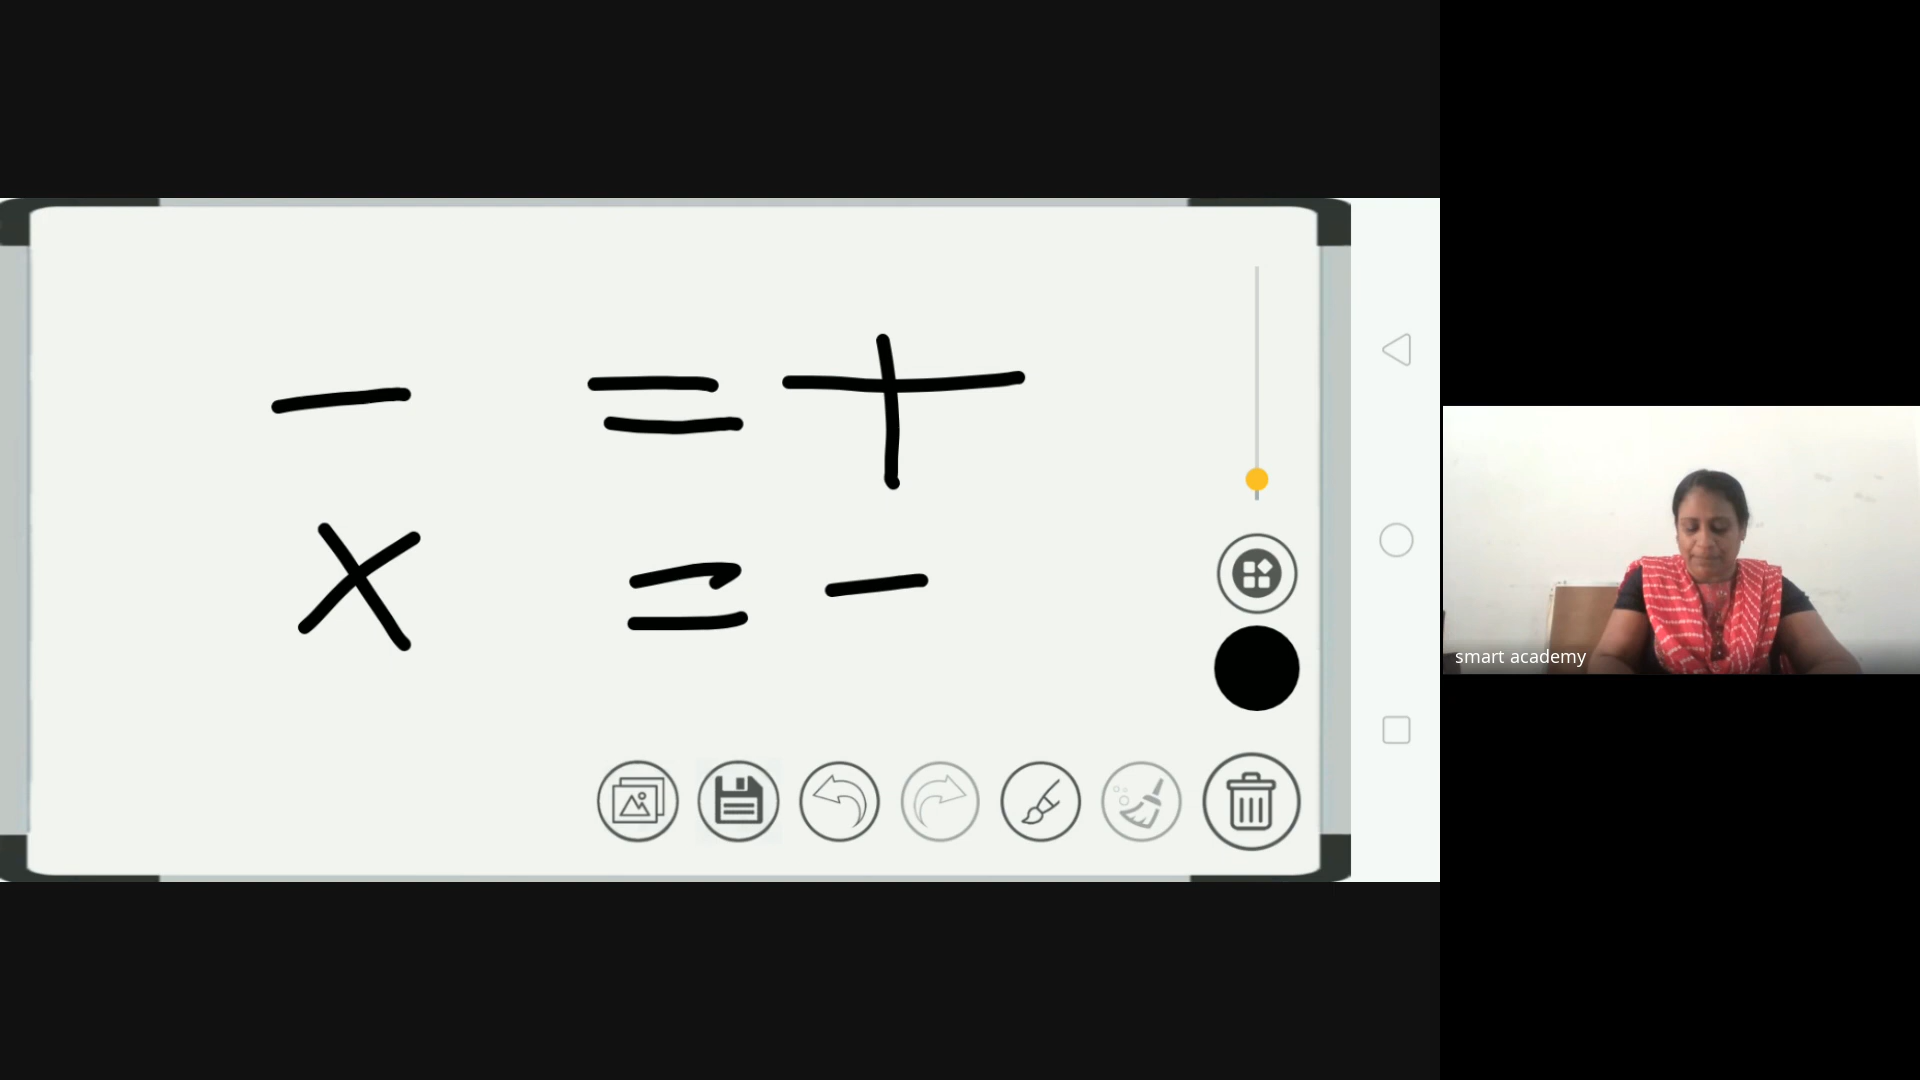 - = +
× = -
smart academy